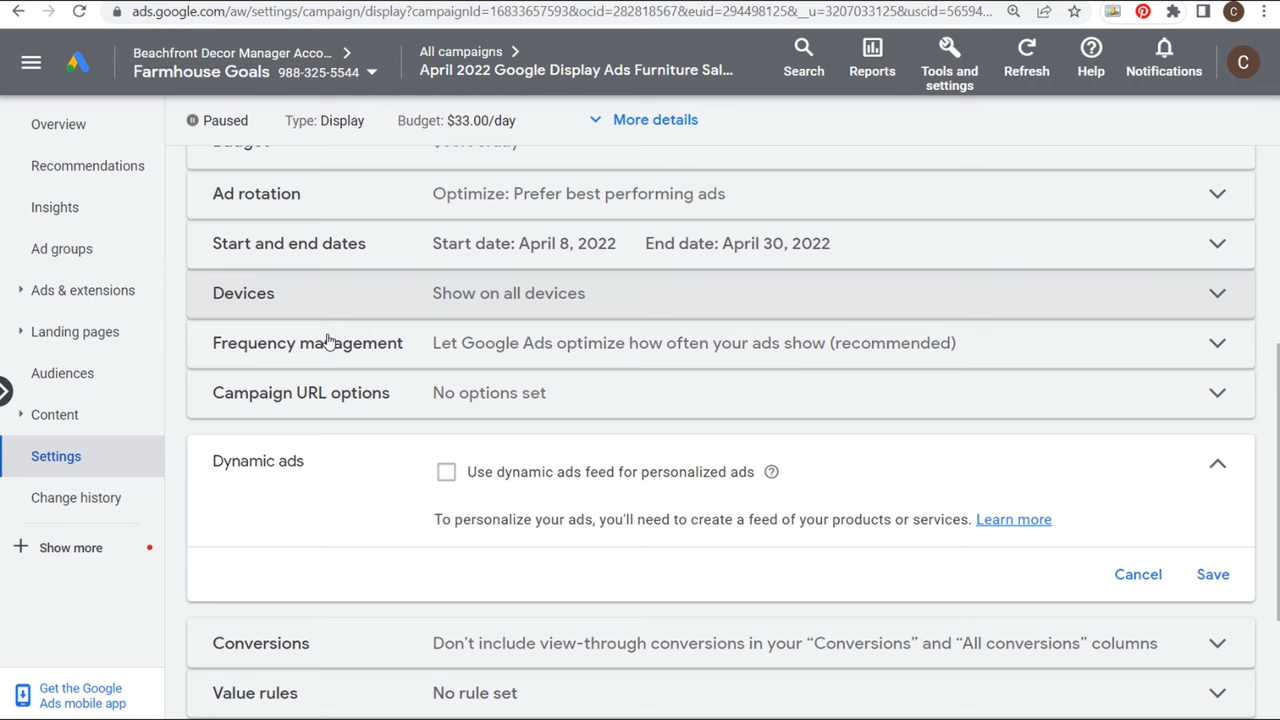 ads.google.com/aw/settings/campaign/display?campaignId=16833657593&ocid=282818567&euid=294498125&__u=3207033125&uscid=56594...
C
Beachfront Decor Manager Acco...
Farmhouse Goals 988-325-5544
All campaigns
April 2022 Google Display Ads Furniture Sal...
Search
Reports
Tools and settings
Refresh
Help
Notifications
C
Overview
Recommendations
Insights
Ad groups
Ads & extensions
Landing pages
Audiences
Content
Settings
Change history
Show more
Get the Google
Ads mobile app
Paused Type: Display Budget: $33.00/day More details
Budget $33.00/day
Ad rotation Optimize: Prefer best performing ads
Start and end dates Start date: April 8, 2022 End date: April 30, 2022
Devices Show on all devices
Frequency management Let Google Ads optimize how often your ads show (recommended)
Campaign URL options No options set
Dynamic ads Use dynamic ads feed for personalized ads
To personalize your ads, you'll need to create a feed of your products or services. Learn more
Cancel Save
Conversions Don't include view-through conversions in your “Conversions” and “All conversions” columns
Value rules No rule set